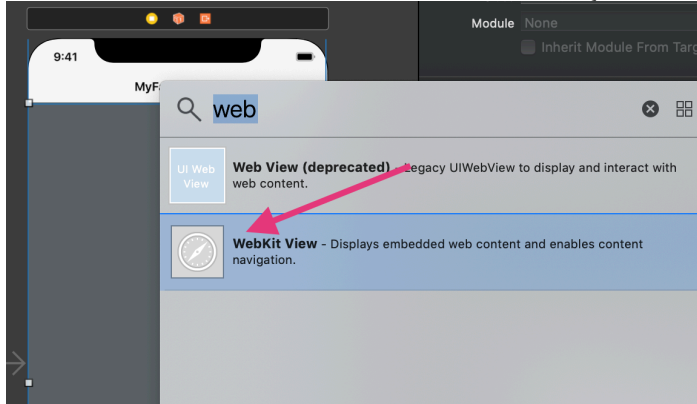 Module None
Inherit Module From Targ
9:41
MyFa
web
UI Web
View
Web View (deprecated) - Legacy UIWebView to display and interact with
web content.
WebKit View - Displays embedded web content and enables content
navigation.